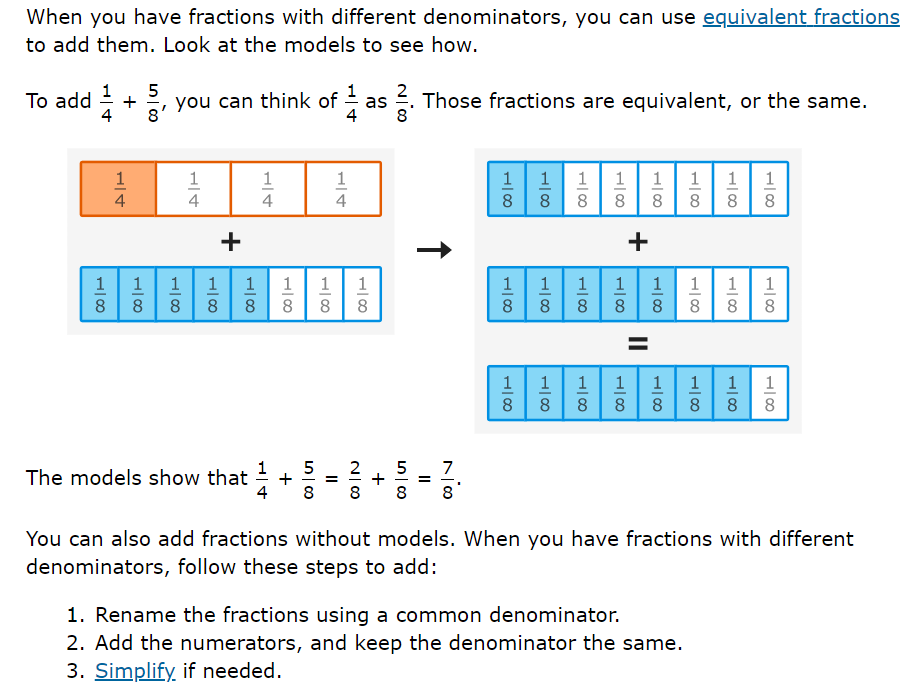 When you have fractions with different denominators, you can use equivalent fractions
to add them. Look at the models to see how.
To add 1/4 + 5/8, you can think of 1/4 as 2/8. Those fractions are equivalent, or the same.
1/4 1/4 1/4 1/4
+
1/8 1/8 1/8 1/8 1/8 1/8 1/8 1/8
→
1/8 1/8 1/8 1/8 1/8 1/8 1/8 1/8
+
1/8 1/8 1/8 1/8 1/8 1/8 1/8 1/8
=
1/8 1/8 1/8 1/8 1/8 1/8 1/8 1/8
The models show that 1/4 + 5/8 = 2/8 + 5/8 = 7/8.
You can also add fractions without models. When you have fractions with different
denominators, follow these steps to add:
1. Rename the fractions using a common denominator.
2. Add the numerators, and keep the denominator the same.
3. Simplify if needed.